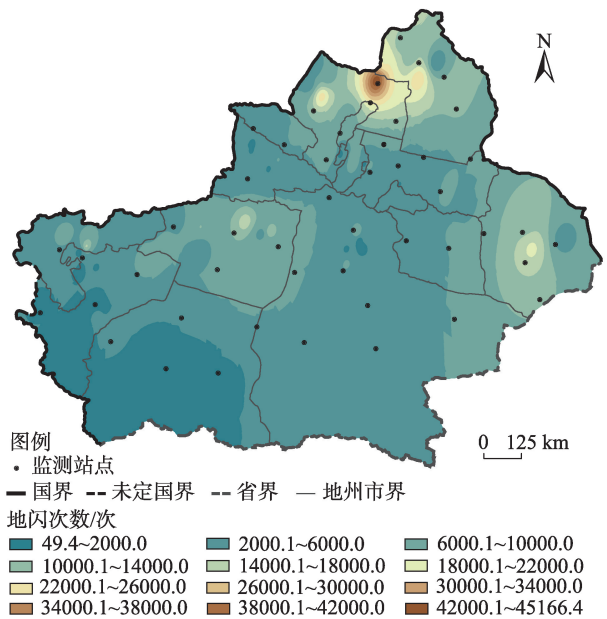 N
图例
监测站点
0 125 km
国界 未定国界 省界 地州市界
地闪次数/次
49.4~2000.0 2000.1~6000.0 6000.1~10000.0
10000.1~14000.0 14000.1~18000.0 18000.1~22000.0
22000.1~26000.0 26000.1~30000.0 30000.1~34000.0
34000.1~38000.0 38000.1~42000.0 42000.1~45166.4